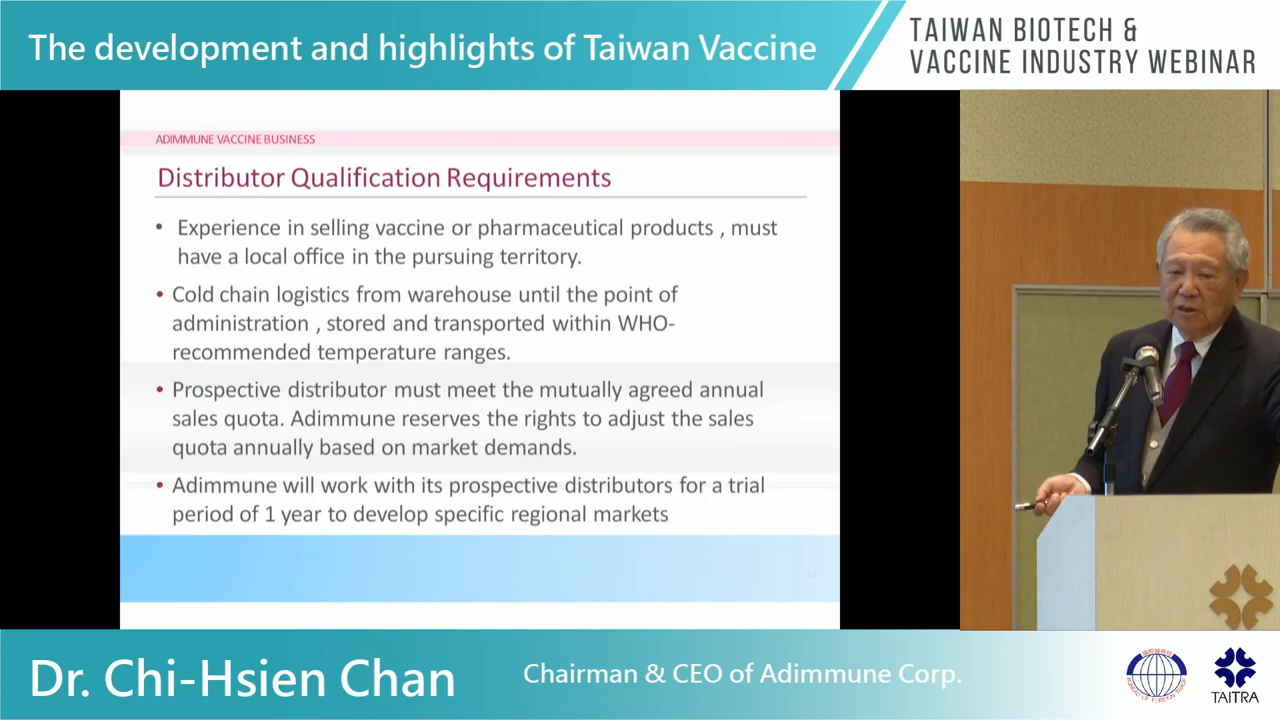 The development and highlights of Taiwan Vaccine
TAIWAN BIOTECH &
VACCINE INDUSTRY WEBINAR
ADIMMUNE VACCINE BUSINESS
Distributor Qualification Requirements
• Experience in selling vaccine or pharmaceutical products , must
have a local office in the pursuing territory.
• Cold chain logistics from warehouse until the point of
administration , stored and transported within WHO-
recommended temperature ranges.
• Prospective distributor must meet the mutually agreed annual
sales quota. Adimmune reserves the rights to adjust the sales
quota annually based on market demands.
• Adimmune will work with its prospective distributors for a trial
period of 1 year to develop specific regional markets
Dr. Chi-Hsien Chan
Chairman & CEO of Adimmune Corp.
BUREAU OF FOREIGN TRADE
TAITRA